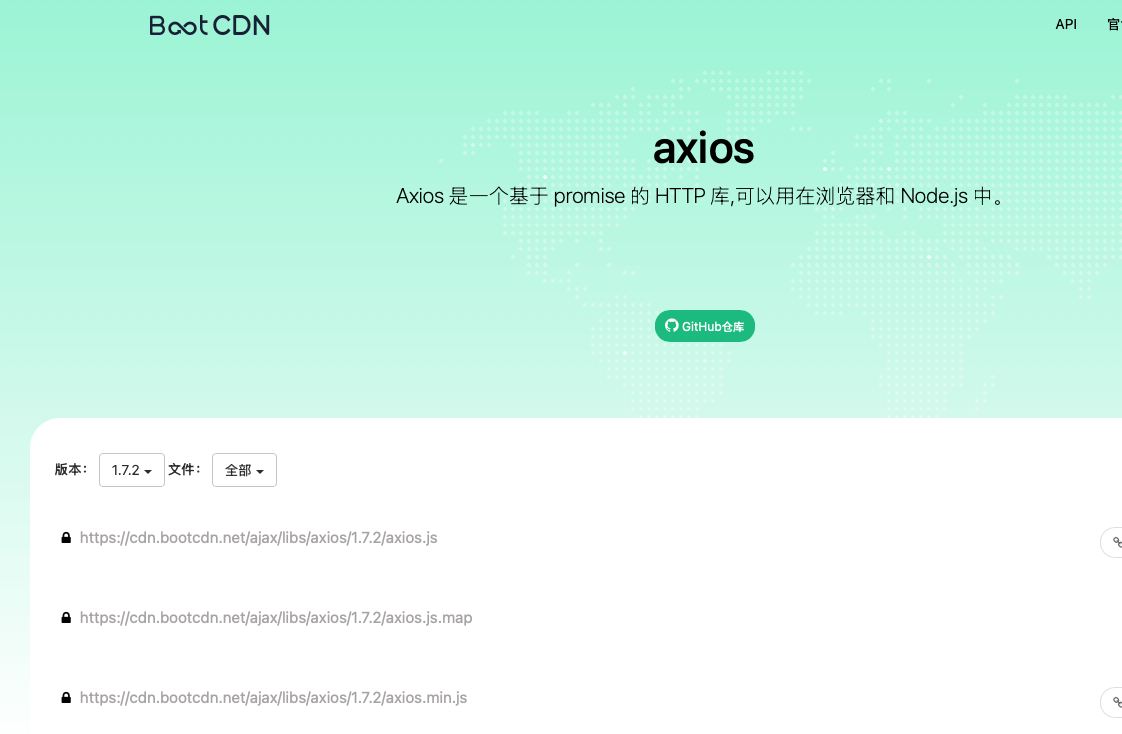 BootCDN
API
axios
Axios 是一个基于 promise 的 HTTP 库,可以用在浏览器和 Node.js 中。
GitHub仓库
版本： 1.7.2 文件： 全部
https://cdn.bootcdn.net/ajax/libs/axios/1.7.2/axios.js
https://cdn.bootcdn.net/ajax/libs/axios/1.7.2/axios.js.map
https://cdn.bootcdn.net/ajax/libs/axios/1.7.2/axios.min.js